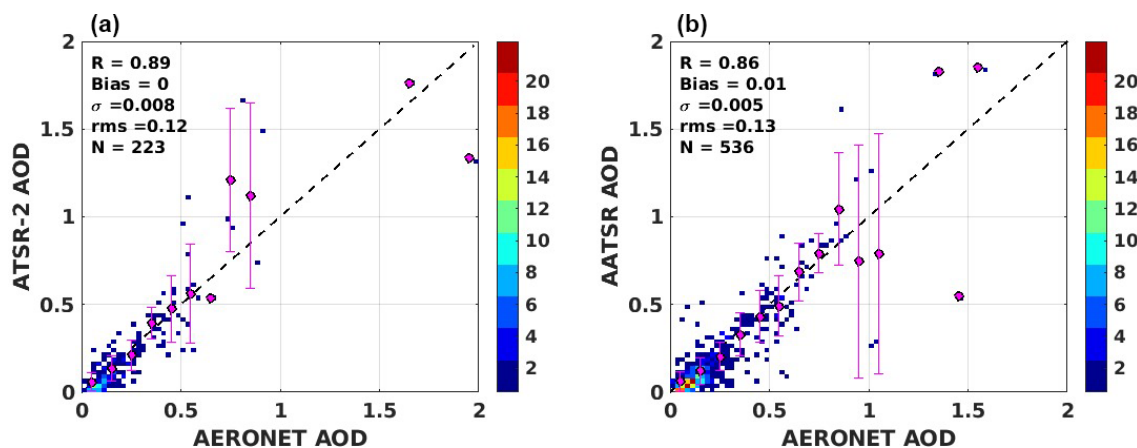 (a)
R = 0.89
Bias = 0
σ =0.008
rms =0.12
N = 223
ATSR-2 AOD
2
1.5
1
0.5
0
0 0.5 1 1.5 2
AERONET AOD
20
18
16
14
12
10
8
6
4
2
(b)
R = 0.86
Bias = 0.01
σ =0.005
rms =0.13
N = 536
AATSR AOD
2
1.5
1
0.5
0
0 0.5 1 1.5 2
AERONET AOD
20
18
16
14
12
10
8
6
4
2